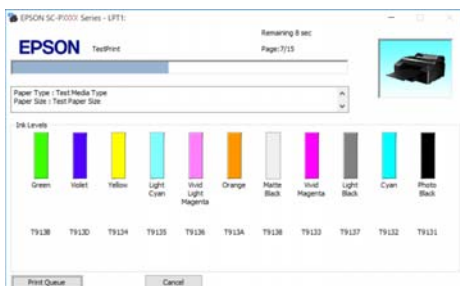 EPSON SC-PXXXX Series - LPT1:
EPSON
TestPrint
Remaining 8 sec
Page:7/15
Paper Type : Test Media Type
Paper Size : Test Paper Size
Ink Levels
Green
Violet
Yellow
Light Cyan
Vivid Light Magenta
Orange
Matte Black
Vivid Magenta
Light Black
Cyan
Photo Black
T913B T913D T9134 T9135 T9136 T913A T9138 T9133 T9137 T9132 T9131
Print Queue
Cancel